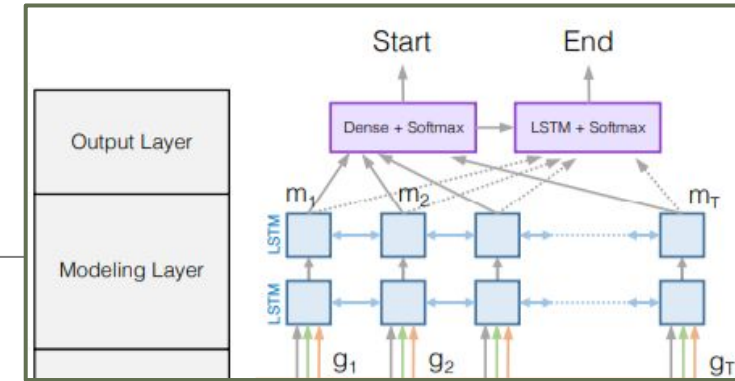 Start End
Output Layer
Dense + Softmax LSTM + Softmax
m1 m2 mT
LSTM
Modeling Layer
LSTM
g1 g2 gT